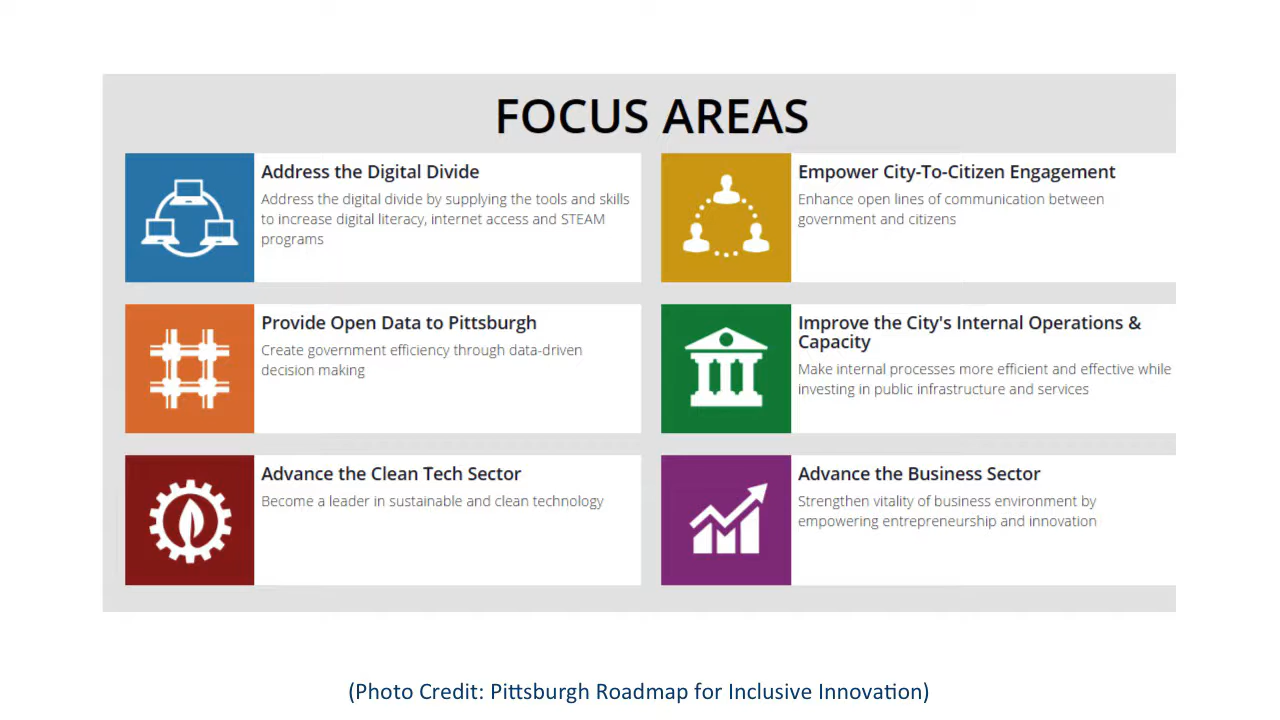 FOCUS AREAS
Address the Digital Divide
Address the digital divide by supplying the tools and skills
to increase digital literacy, internet access and STEAM
programs
Empower City-To-Citizen Engagement
Enhance open lines of communication between
government and citizens
Provide Open Data to Pittsburgh
Create government efficiency through data-driven
decision making
Improve the City's Internal Operations &
Capacity
Make internal processes more efficient and effective while
investing in public infrastructure and services
Advance the Clean Tech Sector
Become a leader in sustainable and clean technology
Advance the Business Sector
Strengthen vitality of business environment by
empowering entrepreneurship and innovation
(Photo Credit: Pittsburgh Roadmap for Inclusive Innovation)